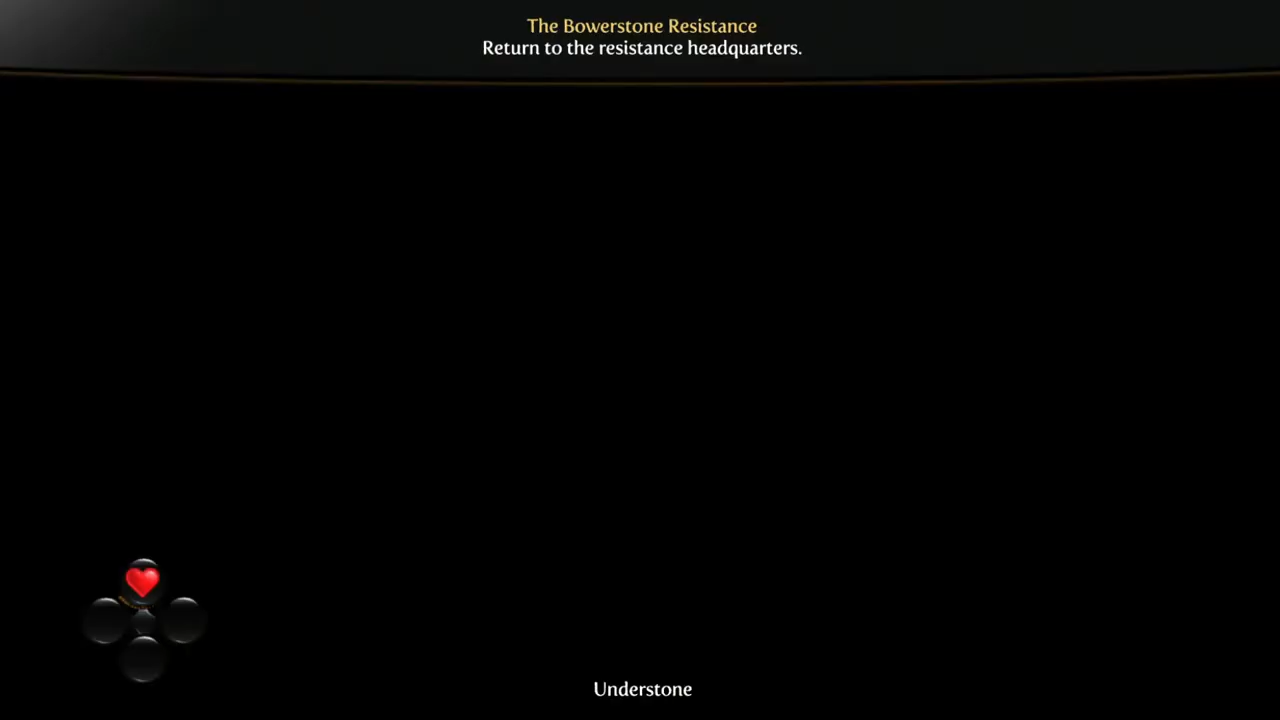 The Bowerstone Resistance
Return to the resistance headquarters.
Understone